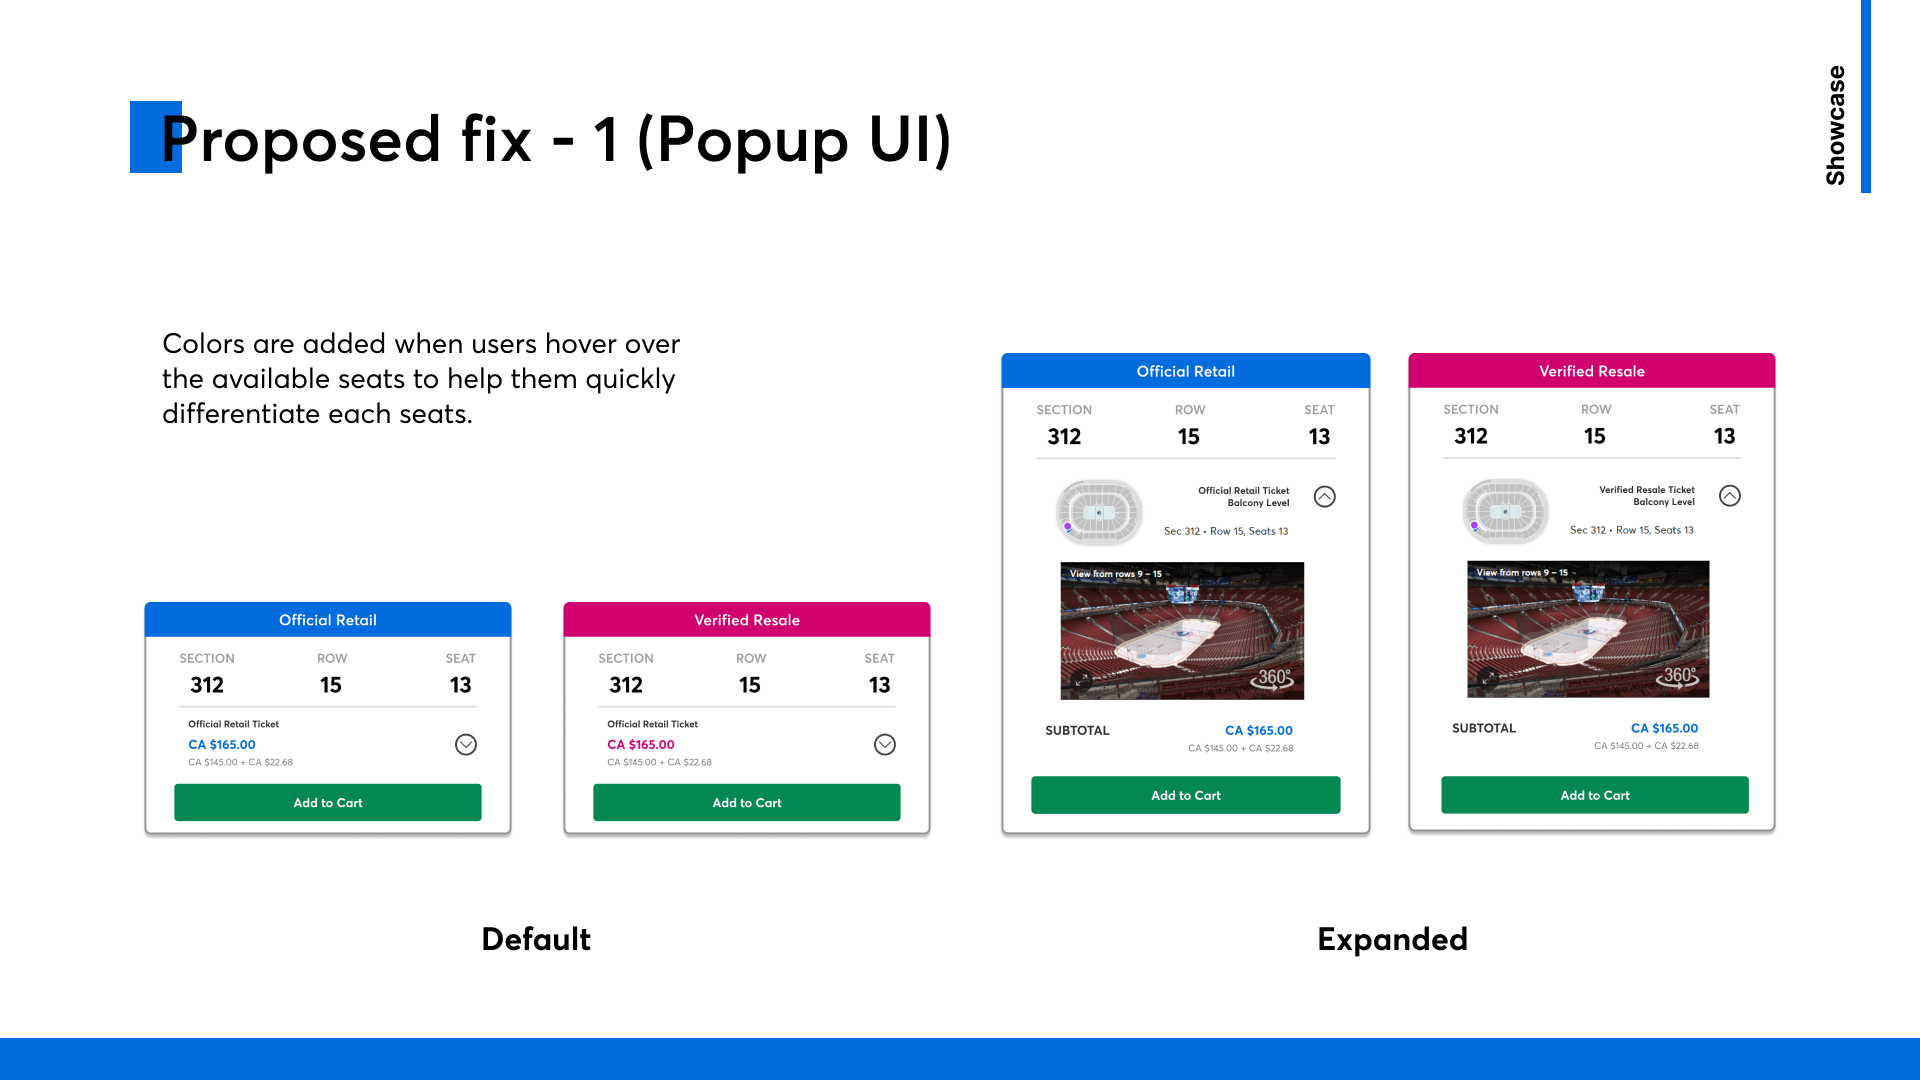 Showcase
Proposed fix - 1 (Popup UI)
Colors are added when users hover over
the available seats to help them quickly
differentiate each seats.
Official Retail
SECTION ROW SEAT
312 15 13
Official Retail Ticket
CA $165.00
CA $145.00 + CA $22.68
Add to Cart
Verified Resale
SECTION ROW SEAT
312 15 13
Official Retail Ticket
CA $165.00
CA $145.00 + CA $22.68
Add to Cart
Default
Official Retail
SECTION ROW SEAT
312 15 13
Official Retail Ticket
Balcony Level
Sec 312 • Row 15, Seats 13
View from rows 9 – 15
360°
SUBTOTAL CA $165.00
CA $145.00 + CA $22.68
Add to Cart
Verified Resale
SECTION ROW SEAT
312 15 13
Verified Resale Ticket
Balcony Level
Sec 312 • Row 15, Seats 13
View from rows 9 – 15
360°
SUBTOTAL CA $165.00
CA $145.00 + CA $22.68
Add to Cart
Expanded